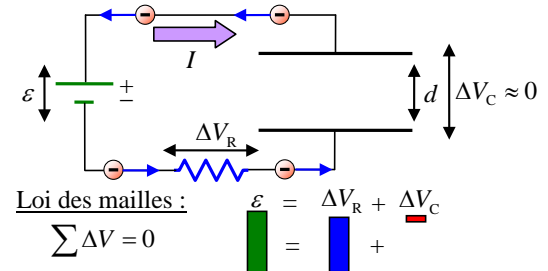 I
ε
+
−
d
ΔV_C ≈ 0
ΔV_R
Loi des mailles :
∑ ΔV = 0
ε = ΔV_R + ΔV_C
= +